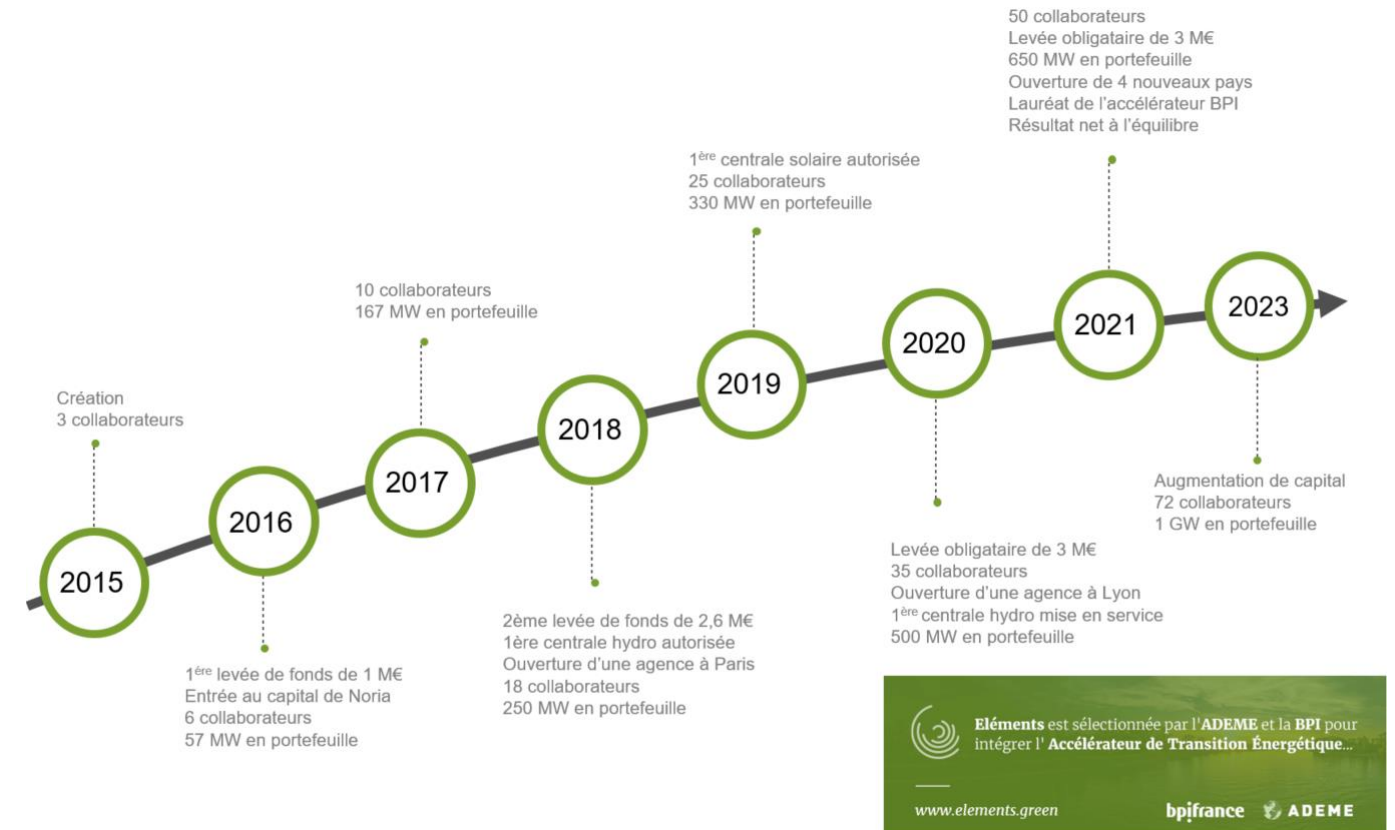 50 collaborateurs
Levée obligataire de 3 M€
650 MW en portefeuille
Ouverture de 4 nouveaux pays
Lauréat de l'accélérateur BPI
Résultat net à l'équilibre
1ère centrale solaire autorisée
25 collaborateurs
330 MW en portefeuille
10 collaborateurs
167 MW en portefeuille
Création
3 collaborateurs
2015
2016
2017
2018
2019
2020
2021
2023
1ére levée de fonds de 1 M€
Entrée au capital de Noria
6 collaborateurs
57 MW en portefeuille
2ème levée de fonds de 2,6 M€
1ère centrale hydro autorisée
Ouverture d'une agence à Paris
18 collaborateurs
250 MW en portefeuille
Levée obligataire de 3 M€
35 collaborateurs
Ouverture d'une agence à Lyon
1ère centrale hydro mise en service
500 MW en portefeuille
Augmentation de capital
72 collaborateurs
1 GW en portefeuille
Eléments est sélectionnée par l'ADEME et la BPI pour
intégrer l' Accélérateur de Transition Énergétique...
www.elements.green
bpifrance
ADEME